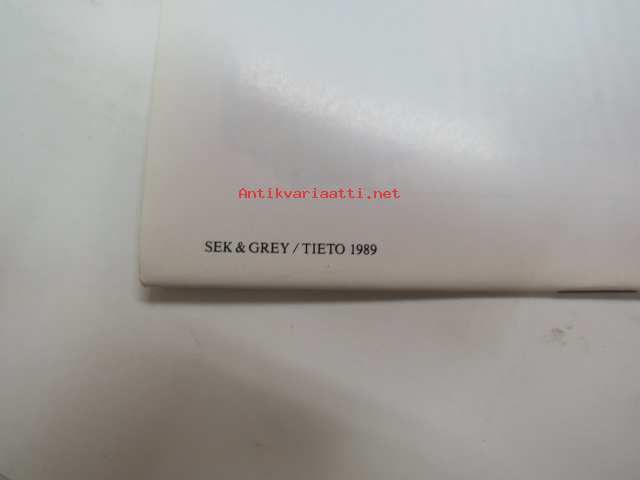 Antikvariaatti.net
SEK & GREY / TIETO 1989